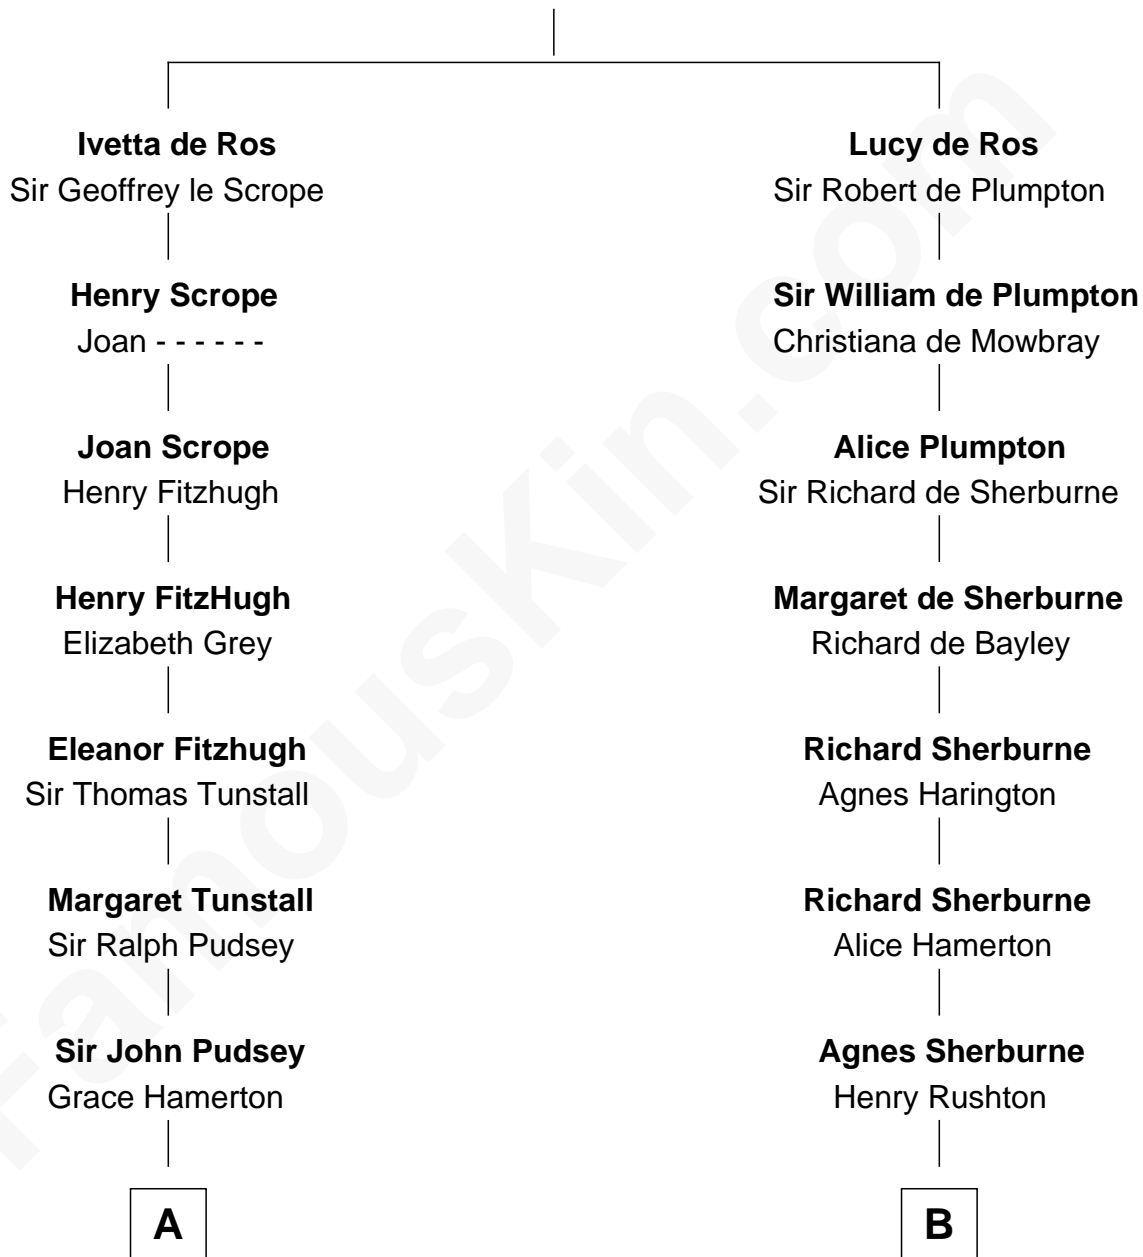 Ivetta de Ros
Sir Geoffrey le Scrope
Henry Scrope
Joan - - - - - -
Joan Scrope
Henry Fitzhugh
Henry FitzHugh
Elizabeth Grey
Eleanor Fitzhugh
Sir Thomas Tunstall
Margaret Tunstall
Sir Ralph Pudsey
Sir John Pudsey
Grace Hamerton
A
Lucy de Ros
Sir Robert de Plumpton
Sir William de Plumpton
Christiana de Mowbray
Alice Plumpton
Sir Richard de Sherburne
Margaret de Sherburne
Richard de Bayley
Richard Sherburne
Agnes Harington
Richard Sherburne
Alice Hamerton
Agnes Sherburne
Henry Rushton
B
FamousKin.com